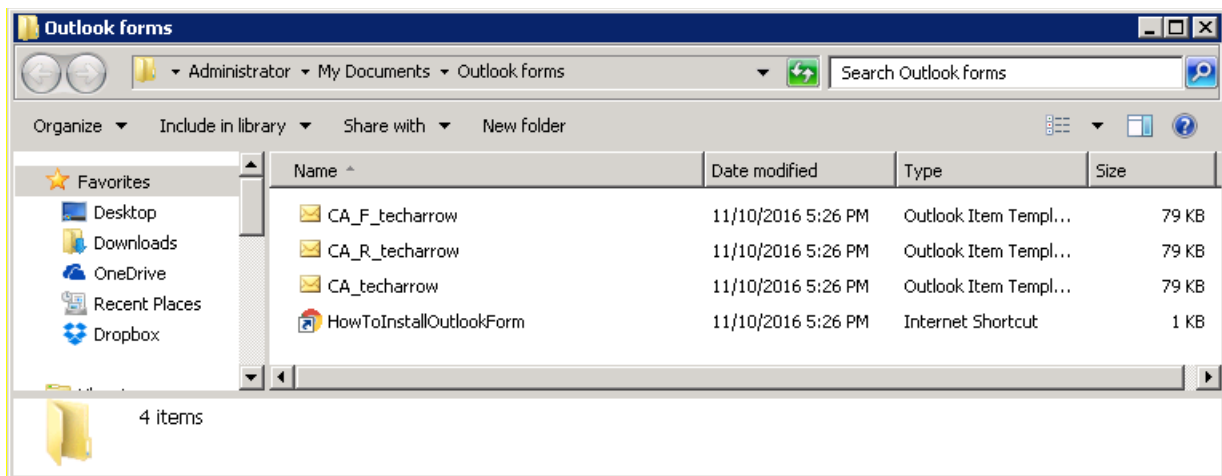 Outlook forms
Administrator My Documents Outlook forms Search Outlook forms
Organize Include in library Share with New folder
Favorites
Desktop
Downloads
OneDrive
Recent Places
Dropbox
Name Date modified Type Size
CA_F_techarrow 11/10/2016 5:26 PM Outlook Item Templ... 79 KB
CA_R_techarrow 11/10/2016 5:26 PM Outlook Item Templ... 79 KB
CA_techarrow 11/10/2016 5:26 PM Outlook Item Templ... 79 KB
HowToInstallOutlookForm 11/10/2016 5:26 PM Internet Shortcut 1 KB
4 items